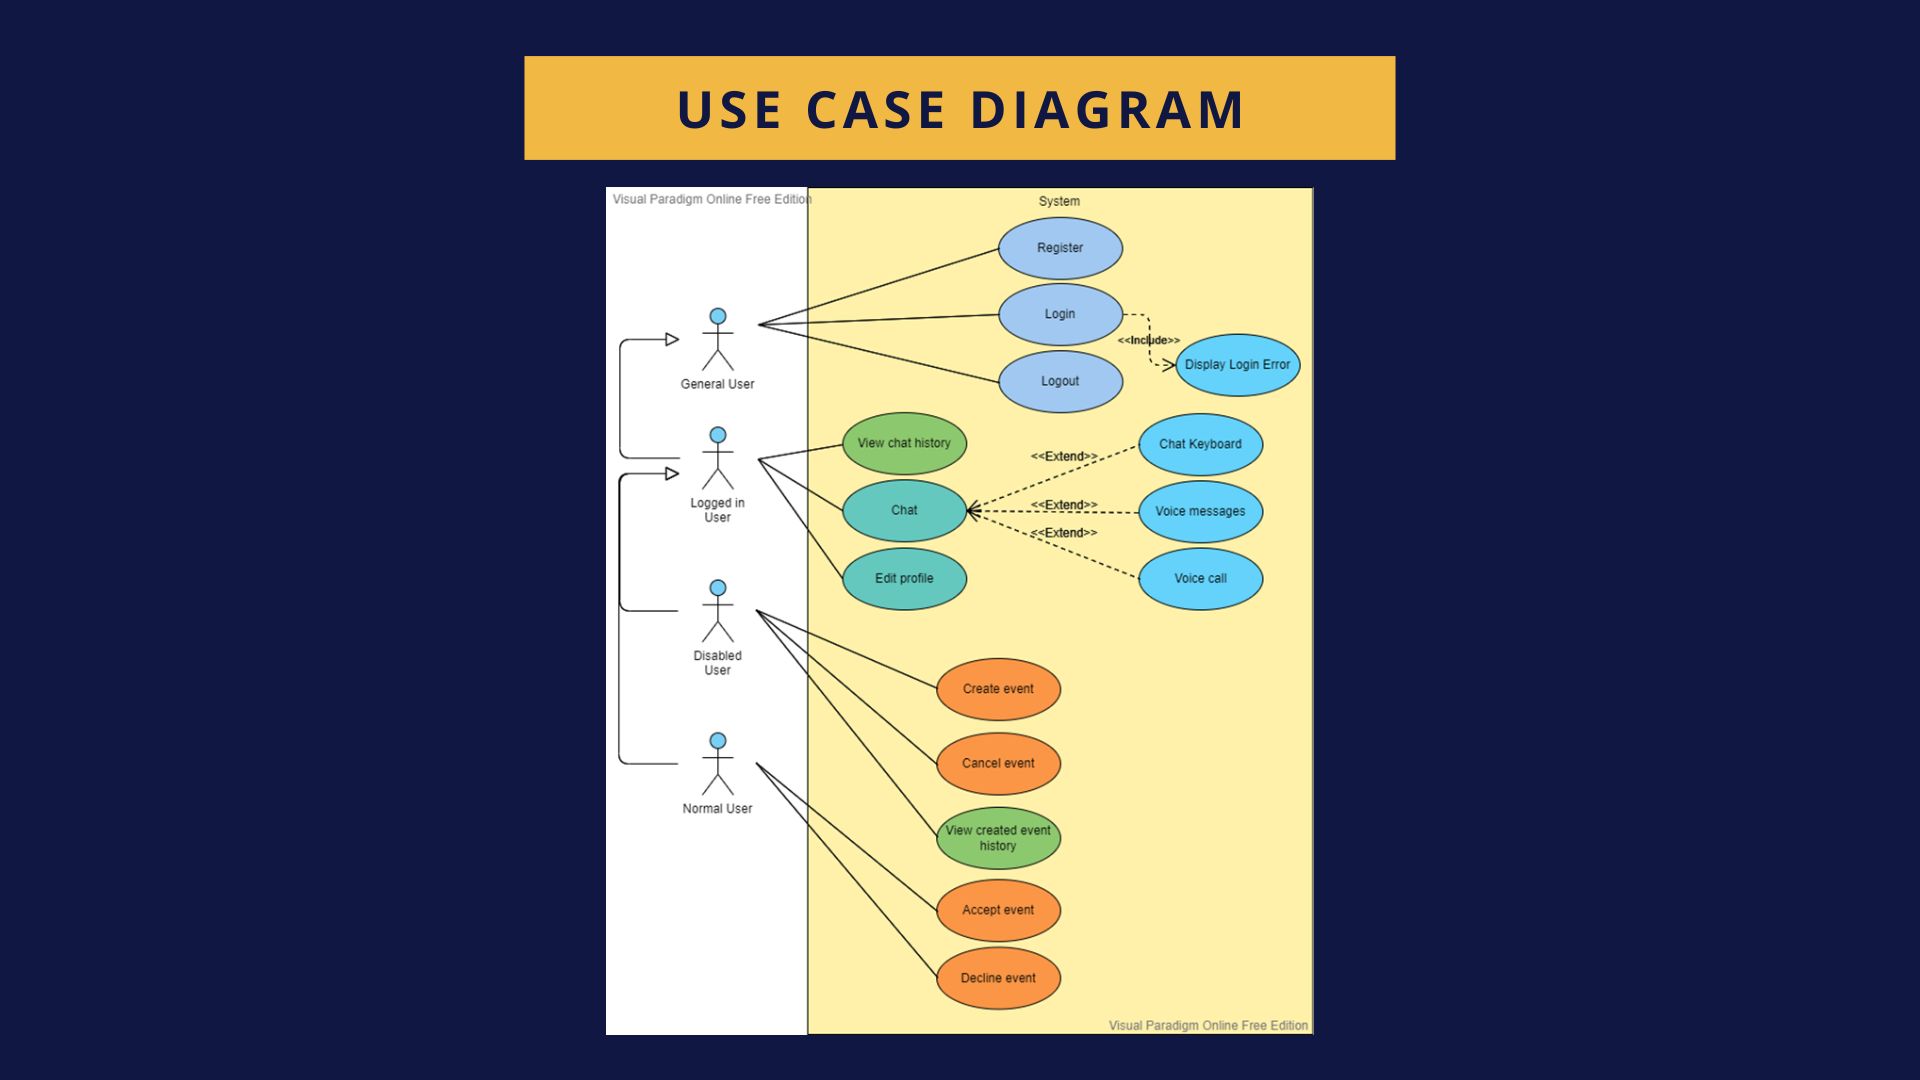 USE CASE DIAGRAM
Visual Paradigm Online Free Edition
System
Register
Login
<<Include>>
Display Login Error
Logout
General User
View chat history
Chat Keyboard
<<Extend>>
Logged in
User
Chat
<<Extend>>
Voice messages
<<Extend>>
Edit profile
Voice call
Disabled
User
Create event
Cancel event
Normal User
View created event
history
Accept event
Decline event
Visual Paradigm Online Free Edition